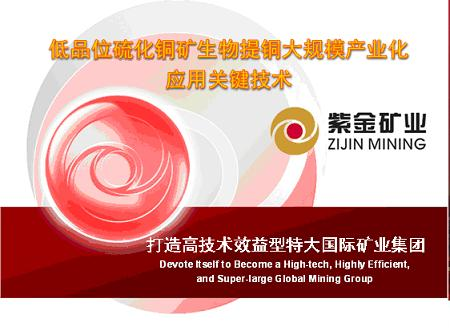 低品位硫化铜矿生物提铜大规模产业化
应用关键技术
紫金矿业
ZIJIN MINING
打造高技术效益型特大国际矿业集团
Devote Itself to Become a High-tech, Highly Efficient,
and Super-large Global Mining Group